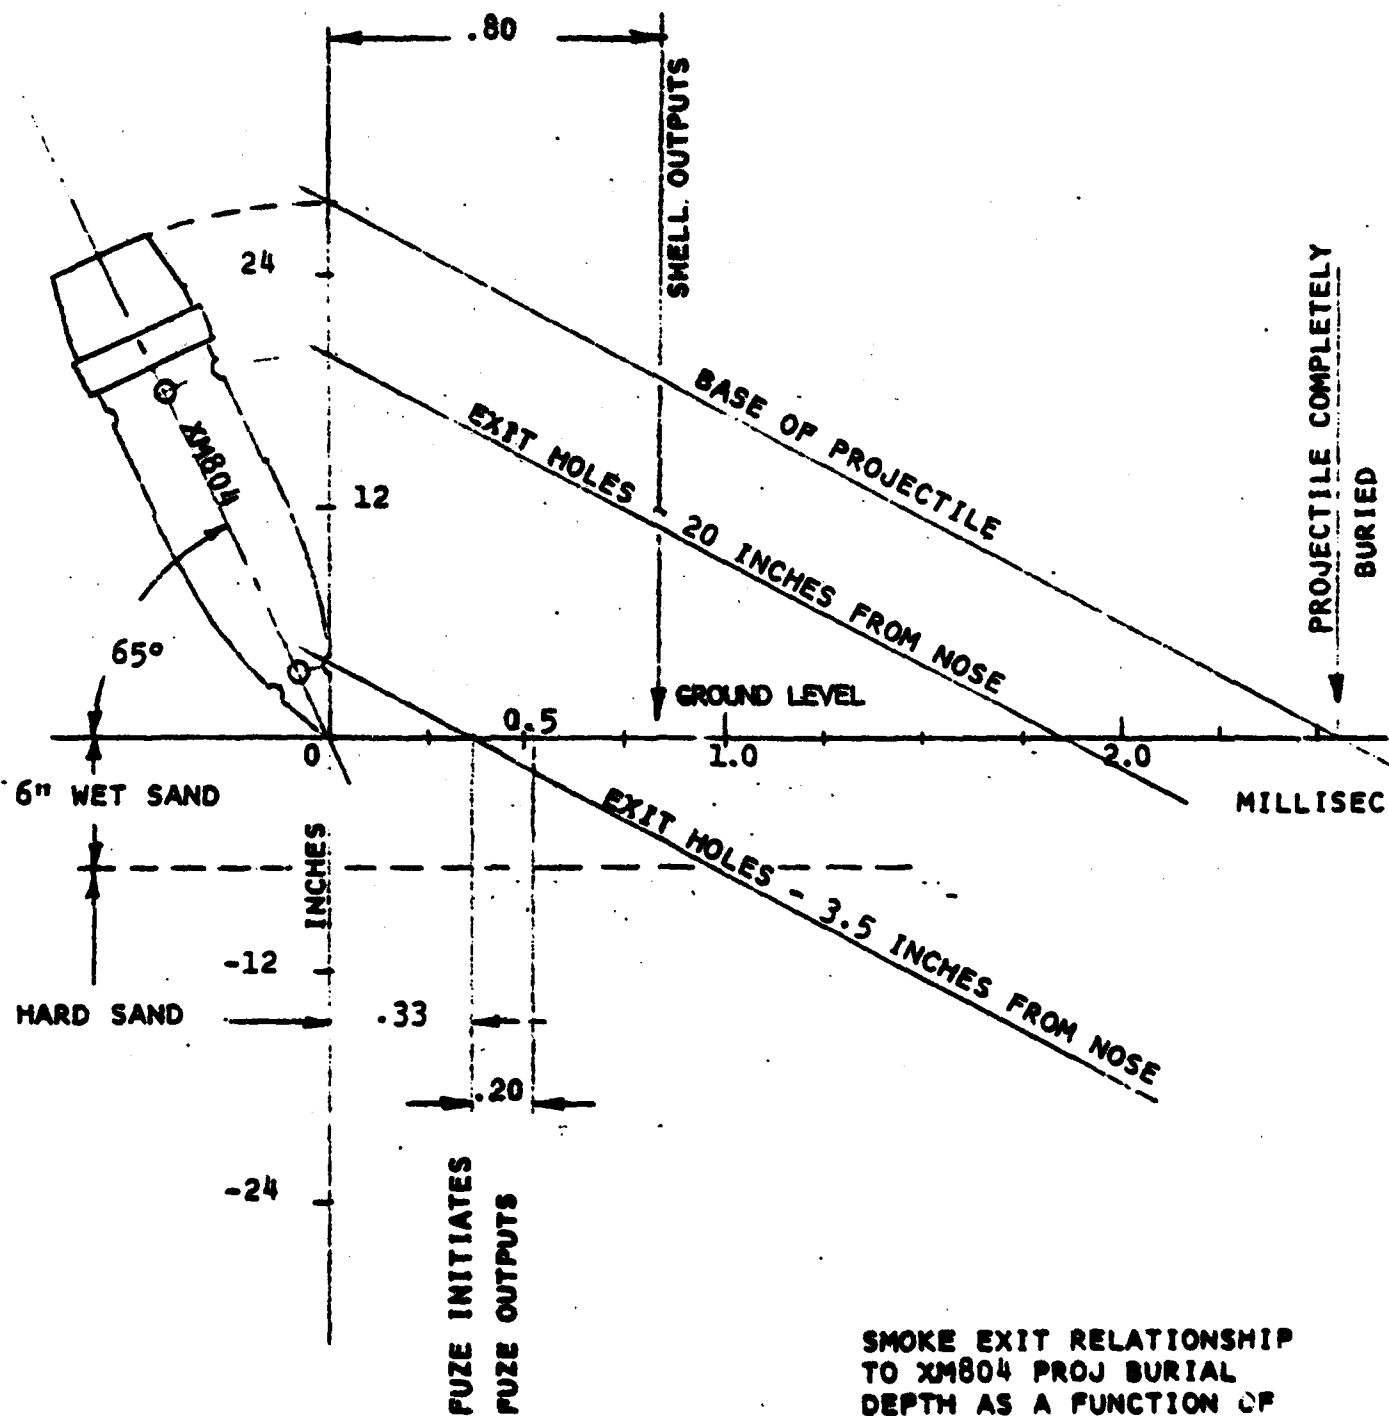 .80
SHELL OUTPUTS
24
BASE OF PROJECTILE
PROJECTILE COMPLETELY
BURIED
EXIT HOLES - 20 INCHES FROM NOSE
XM804
12
65°
GROUND LEVEL
0
0.5
1.0
2.0
6" WET SAND
MILLISEC
INCHES
EXIT HOLES - 3.5 INCHES FROM NOSE
-12
HARD SAND
.33
.20
-24
FUZE INITIATES
FUZE OUTPUTS
SMOKE EXIT RELATIONSHIP
TO XM804 PROJ BURIAL
DEPTH AS A FUNCTION OF